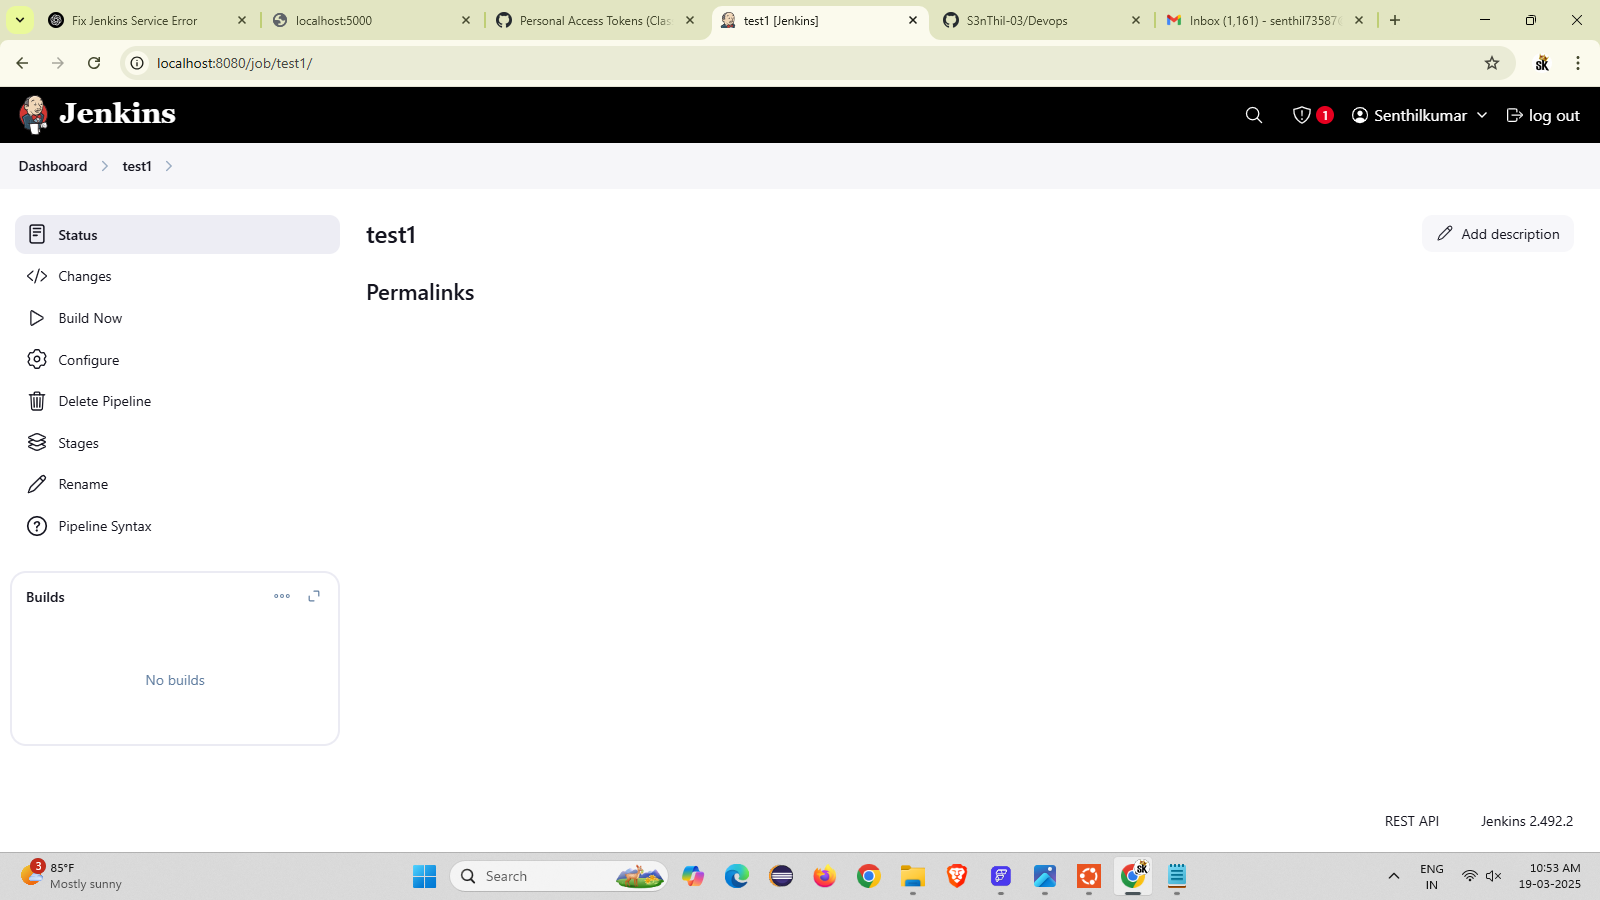 Fix Jenkins Service Error
localhost:5000
Personal Access Tokens (Clas
test1 [Jenkins]
S3nThil-03/Devops
Inbox (1,161) - senthil73587
localhost:8080/job/test1/
SK
Jenkins
1
Senthilkumar
log out
Dashboard
test1
Status
Changes
Build Now
Configure
Delete Pipeline
Stages
Rename
Pipeline Syntax
test1
Add description
Permalinks
Builds
No builds
REST API
Jenkins 2.492.2
3
85°F
Mostly sunny
Search
SK
ENG
IN
10:53 AM
19-03-2025